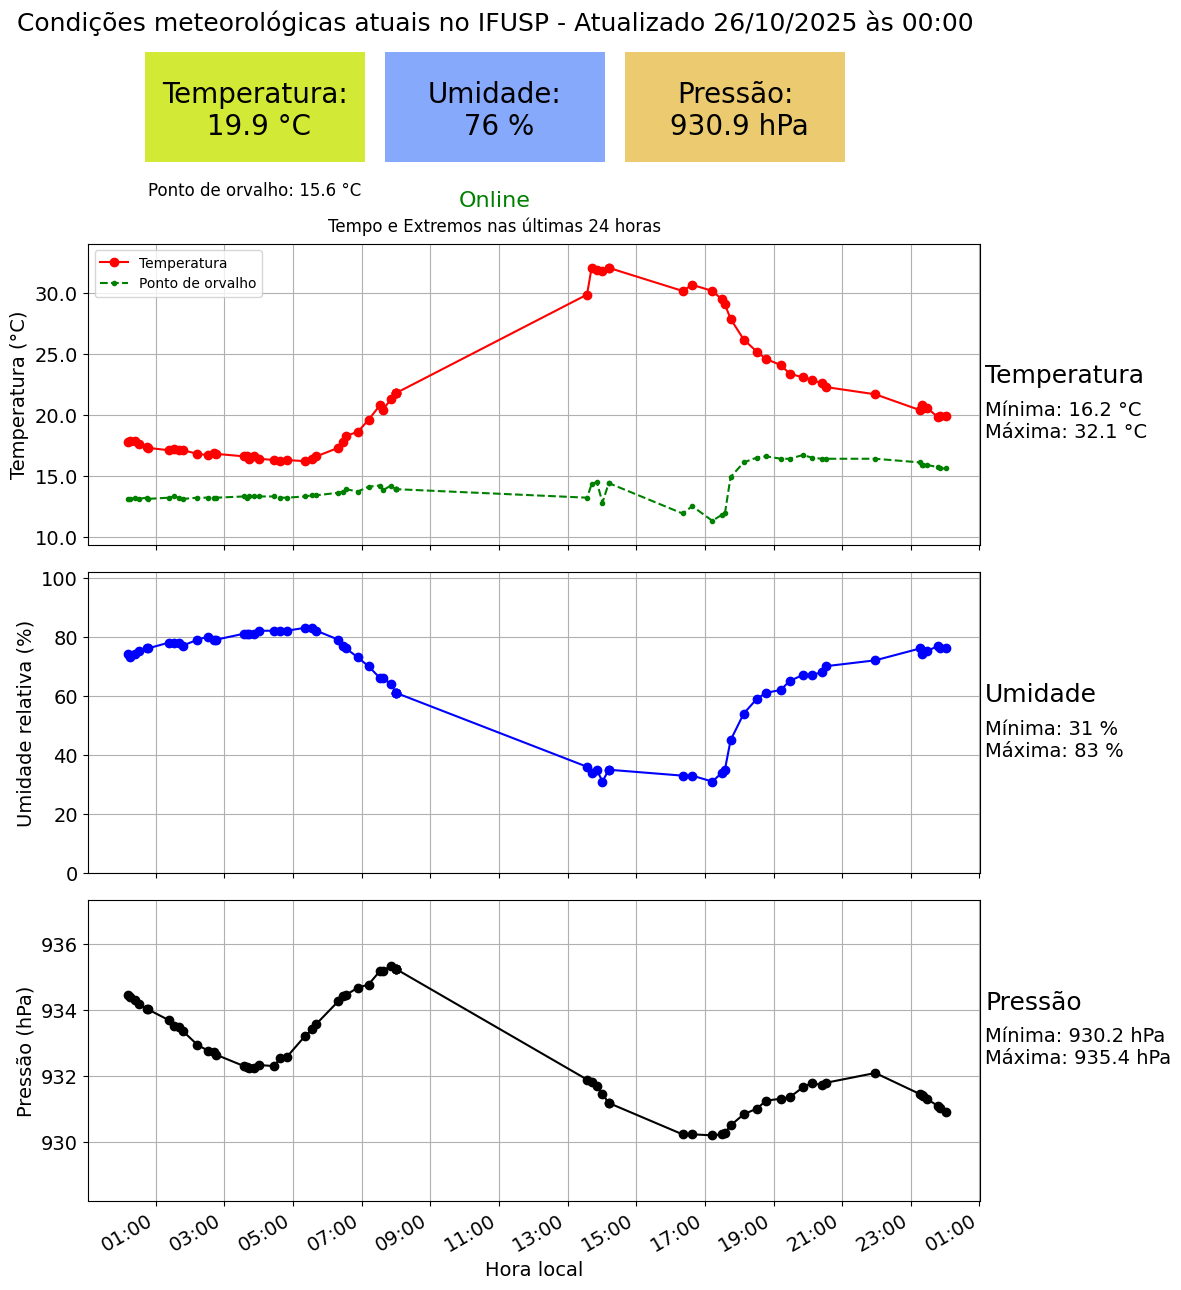 Condições meteorológicas atuais no IFUSP - Atualizado 26/10/2025 às 00:00
Temperatura:
19.9 °C
Umidade:
76 %
Pressão:
930.9 hPa
Ponto de orvalho: 15.6 °C
Online
Tempo e Extremos nas últimas 24 horas
Temperatura
Ponto de orvalho
Temperatura (°C)
30.0
25.0
20.0
15.0
10.0
Temperatura
Mínima: 16.2 °C
Máxima: 32.1 °C
Umidade relativa (%)
100
80
60
40
20
0
Umidade
Mínima: 31 %
Máxima: 83 %
Pressão (hPa)
936
934
932
930
Pressão
Mínima: 930.2 hPa
Máxima: 935.4 hPa
01:00 03:00 05:00 07:00 09:00 11:00 13:00 15:00 17:00 19:00 21:00 23:00 01:00
Hora local